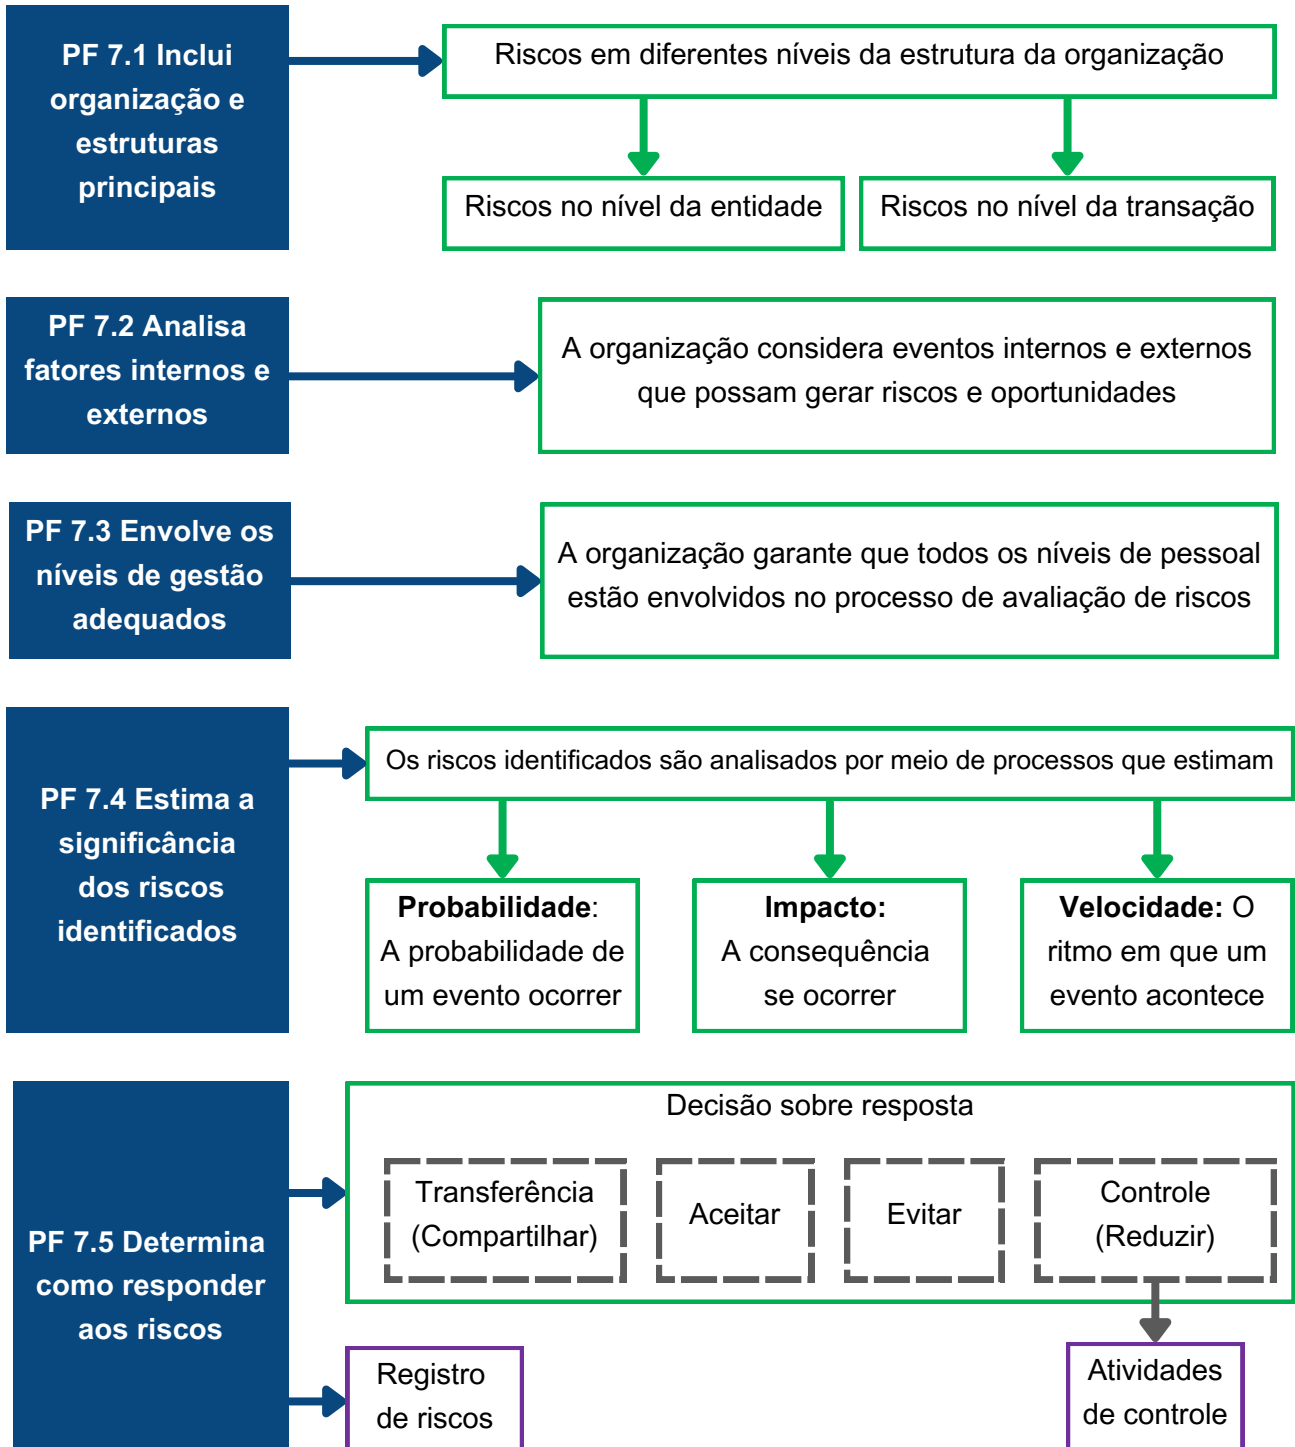 PF 7.1 Inclui
organização e
estruturas
principais
Riscos em diferentes níveis da estrutura da organização
Riscos no nível da entidade
Riscos no nível da transação
PF 7.2 Analisa
fatores internos e
externos
A organização considera eventos internos e externos
que possam gerar riscos e oportunidades
PF 7.3 Envolve os
níveis de gestão
adequados
A organização garante que todos os níveis de pessoal
estão envolvidos no processo de avaliação de riscos
PF 7.4 Estima a
significância
dos riscos
identificados
Os riscos identificados são analisados por meio de processos que estimam
Probabilidade:
A probabilidade de
um evento ocorrer
Impacto:
A consequência
se ocorrer
Velocidade: O
ritmo em que um
evento acontece
PF 7.5 Determina
como responder
aos riscos
Decisão sobre resposta
Transferência
(Compartilhar)
Aceitar
Evitar
Controle
(Reduzir)
Registro
de riscos
Atividades
de controle